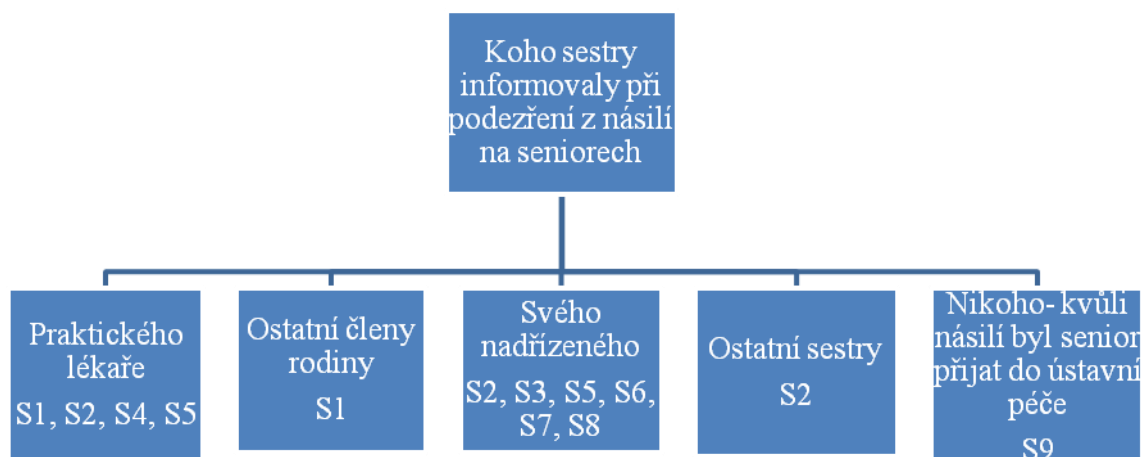 Koho sestry
informovaly při
podezření z násilí
na seniorech
Praktického
lékaře
S1, S2, S4, S5
Ostatní členy
rodiny
S1
Svého
nadřízeného
S2, S3, S5, S6,
S7, S8
Ostatní sestry
S2
Nikoho- kvůli
násilí byl senior
přijat do ústavní
péče
S9